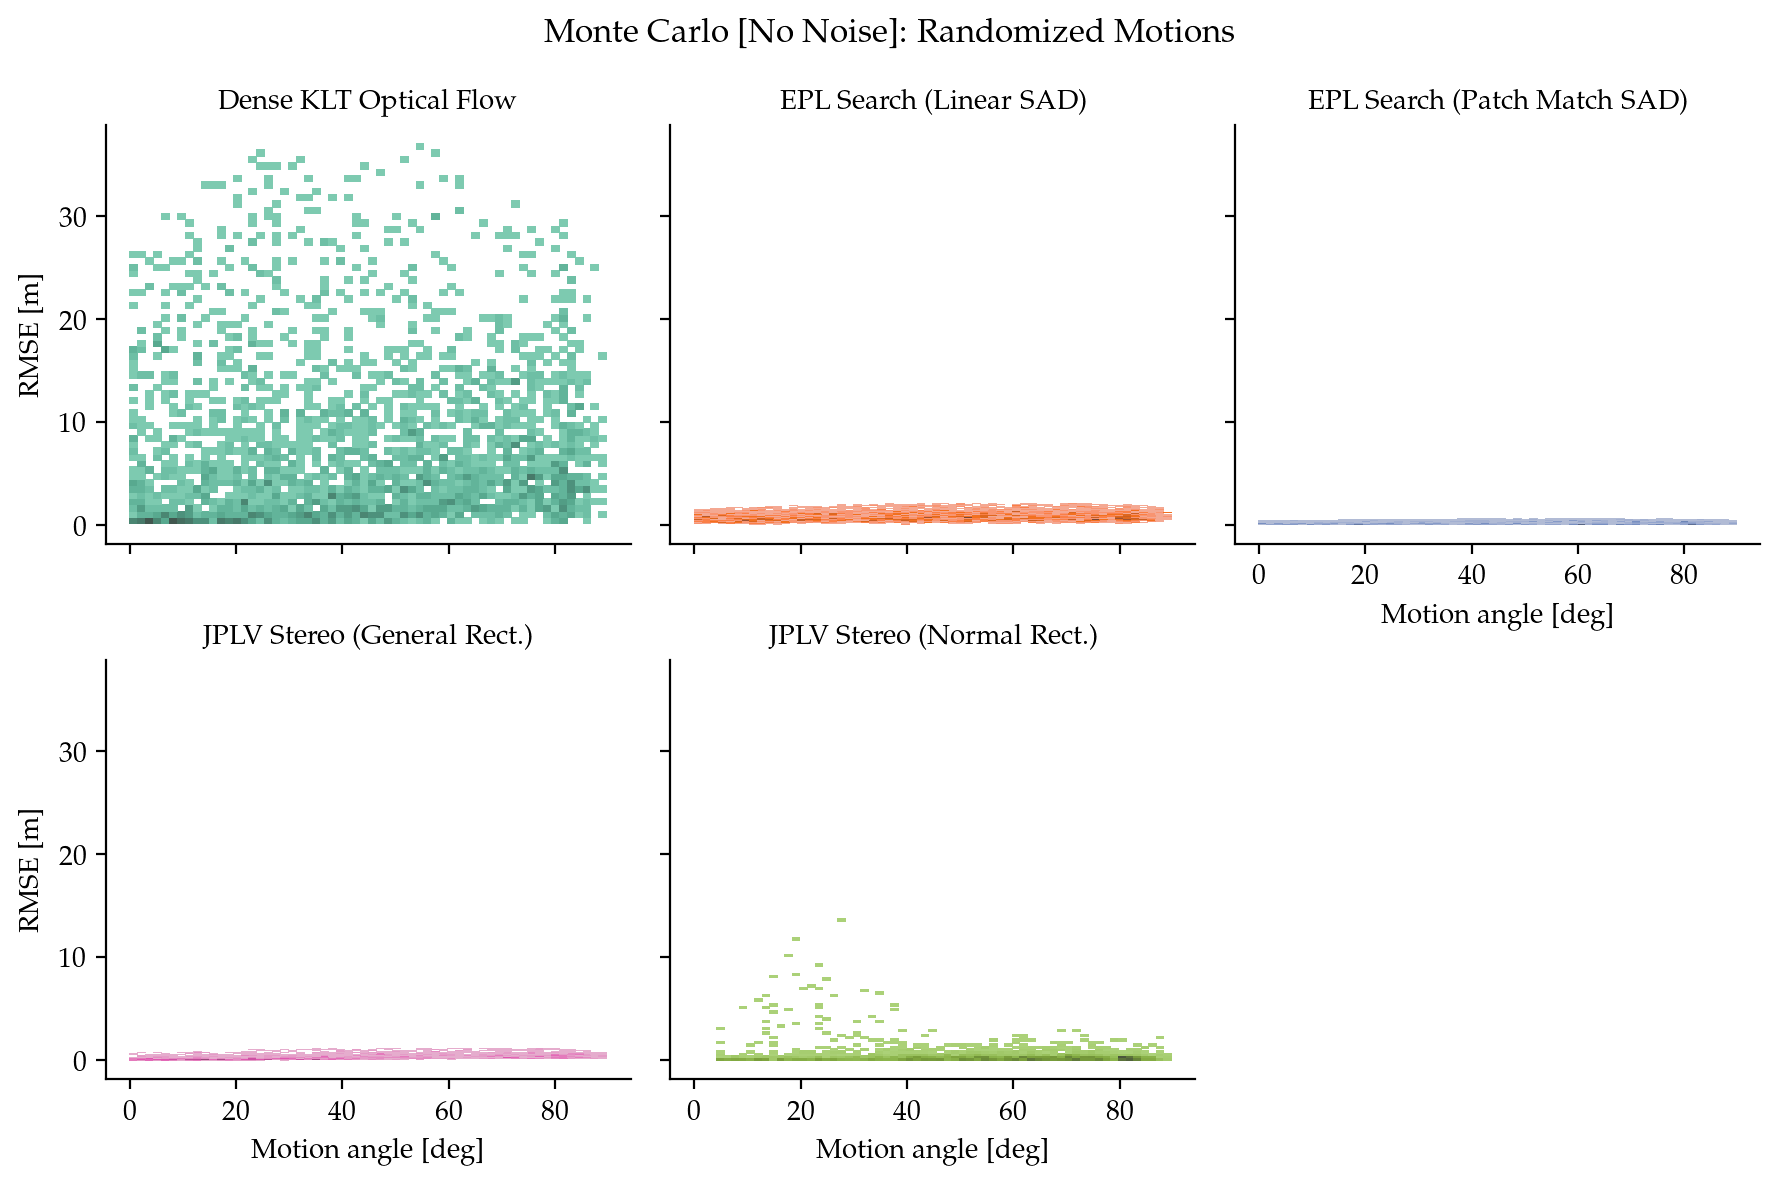 Monte Carlo [No Noise]: Randomized Motions
Dense KLT Optical Flow
EPL Search (Linear SAD)
EPL Search (Patch Match SAD)
RMSE [m]
30
20
10
0
0 20 40 60 80
Motion angle [deg]
JPLV Stereo (General Rect.)
JPLV Stereo (Normal Rect.)
RMSE [m]
30
20
10
0
0 20 40 60 80
0 20 40 60 80
Motion angle [deg]
Motion angle [deg]